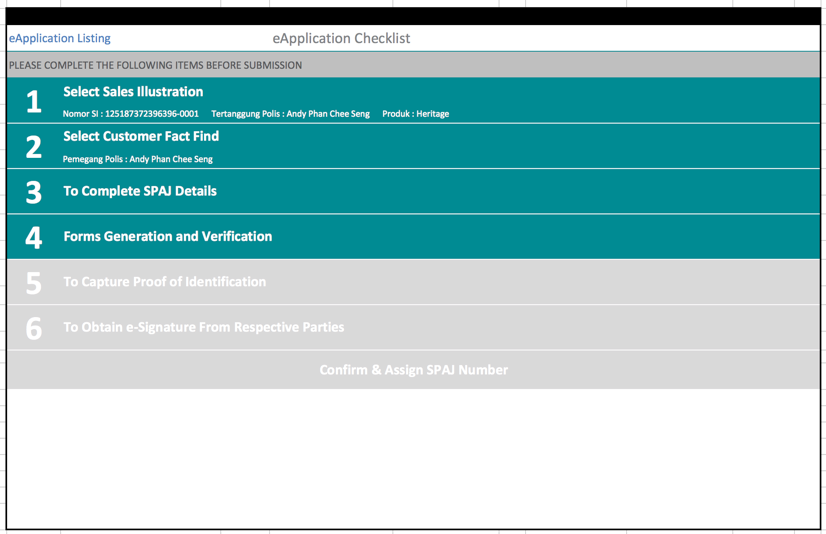 eApplication Listing
eApplication Checklist
PLEASE COMPLETE THE FOLLOWING ITEMS BEFORE SUBMISSION
1
Select Sales Illustration
Nomor SI : 125187372396396-0001 Tertanggung Polis : Andy Phan Chee Seng Produk : Heritage
2
Select Customer Fact Find
Pemegang Polis : Andy Phan Chee Seng
3
To Complete SPAJ Details
4
Forms Generation and Verification
5
To Capture Proof of Identification
6
To Obtain e-Signature From Respective Parties
Confirm & Assign SPAJ Number